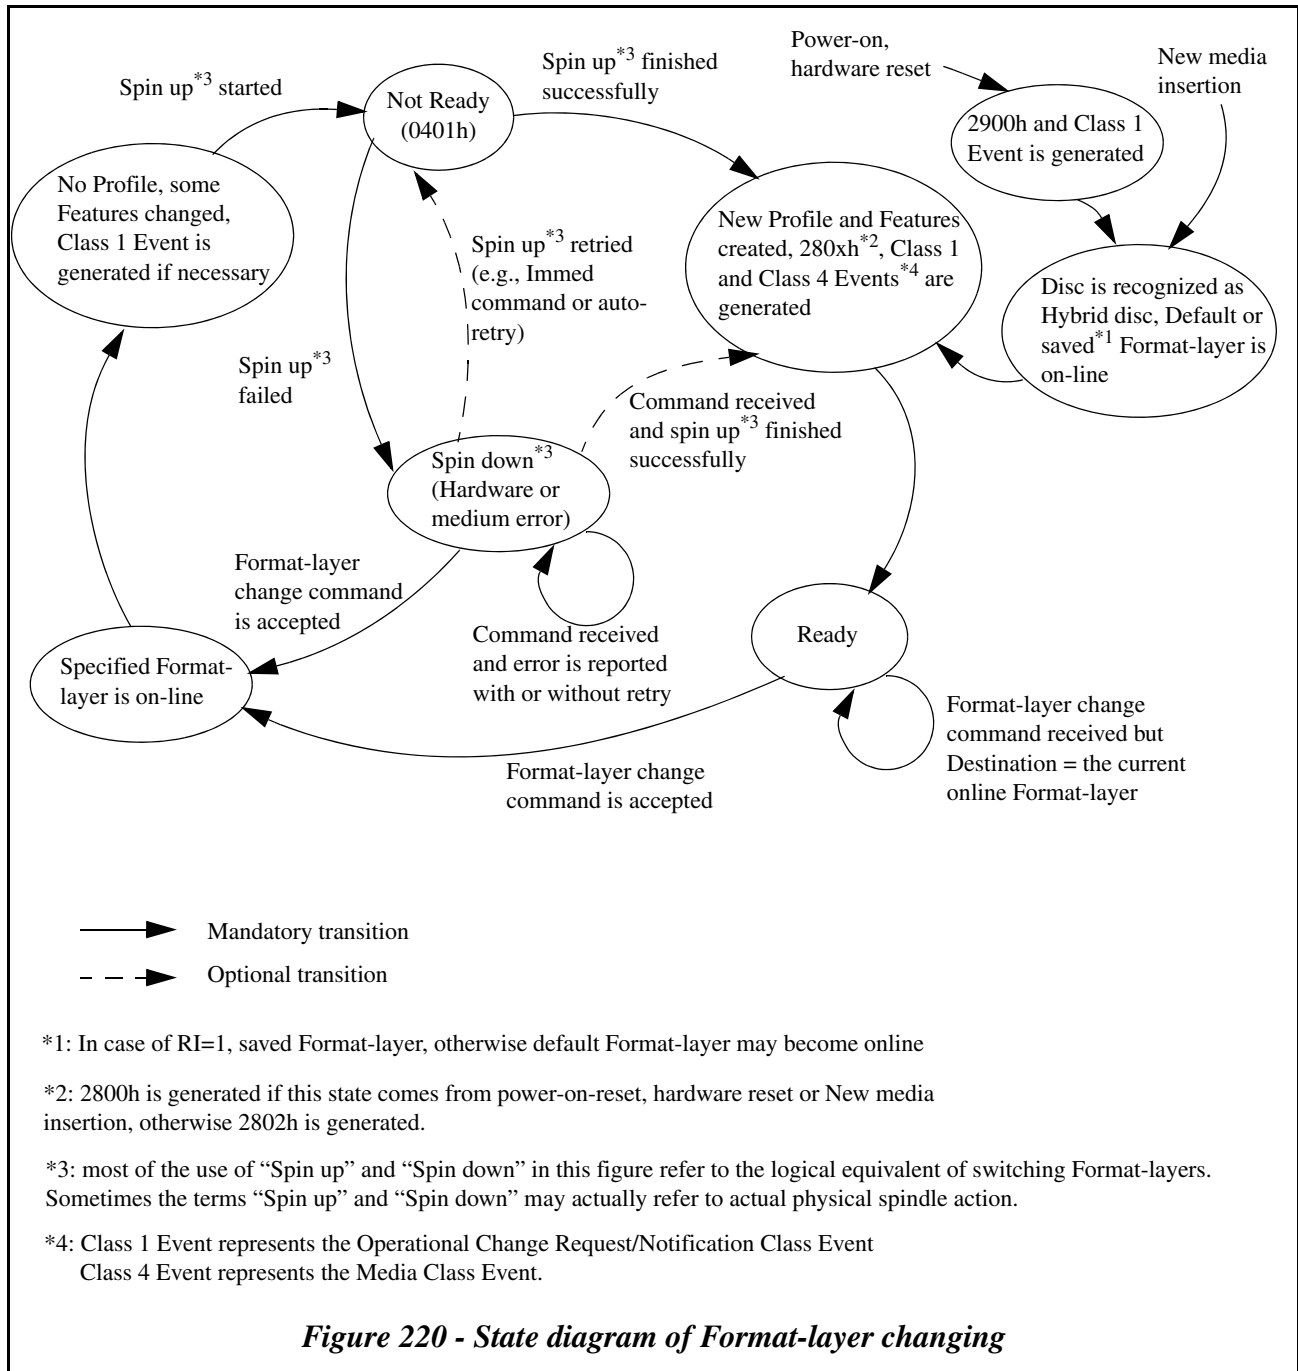 Power-on,
hardware reset
New media
insertion
Spin up*3 finished
successfully
Spin up*3 started
Not Ready
(0401h)
2900h and Class 1
Event is generated
No Profile, some
Features changed,
Class 1 Event is
generated if necessary
New Profile and Features
created, 280xh*2, Class 1
and Class 4 Events*4 are
generated
Spin up*3 retried
(e.g., Immed
command or auto-
retry)
Disc is recognized as
Hybrid disc, Default or
saved*1 Format-layer is
on-line
Spin up*3
failed
Command received
and spin up*3 finished
successfully
Spin down*3
(Hardware or
medium error)
Format-layer
change command
is accepted
Command received
and error is reported
with or without retry
Ready
Specified Format-
layer is on-line
Format-layer change
command received but
Destination = the current
online Format-layer
Format-layer change
command is accepted
Mandatory transition
Optional transition
*1: In case of RI=1, saved Format-layer, otherwise default Format-layer may become online
*2: 2800h is generated if this state comes from power-on-reset, hardware reset or New media
insertion, otherwise 2802h is generated.
*3: most of the use of “Spin up” and “Spin down” in this figure refer to the logical equivalent of switching Format-layers.
Sometimes the terms “Spin up” and “Spin down” may actually refer to actual physical spindle action.
*4: Class 1 Event represents the Operational Change Request/Notification Class Event
Class 4 Event represents the Media Class Event.
Figure 220 - State diagram of Format-layer changing